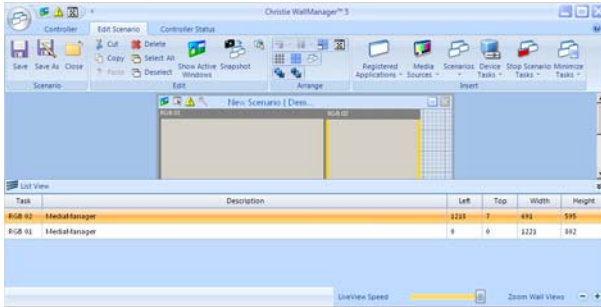 Christie WallManager™ 5
Controller Edit Scenario Controller Status
Save Save As Close
Cut Copy Paste
Delete Select All Deselect
Show Active Windows Snapshot
Registered Applications Media Sources Scenarios Device Tasks Stop Scenario Tasks Minimize Tasks
Scenario Edit Arrange Insert
New Scenario ( Dem...
RGB 01 RGB 02
List View
Task Description Left Top Width Height
RGB 02 MediaManager 1218 7 691 505
RGB 01 MediaManager 0 0 1221
LiveView Speed Zoom Wall Views